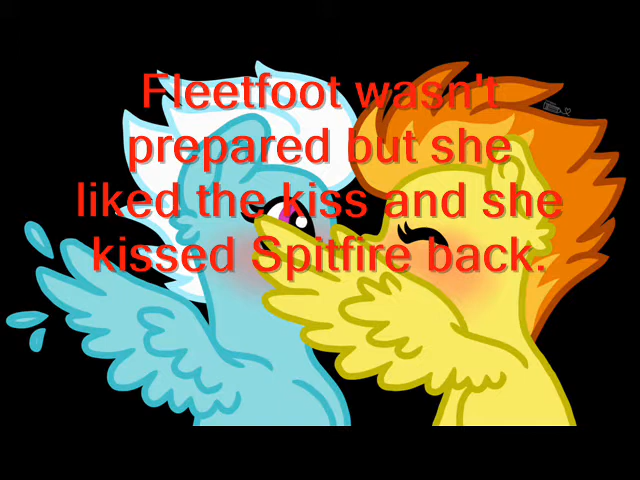 Fleetfoot wasn't
prepared but she
liked the kiss and she
kissed Spitfire back.